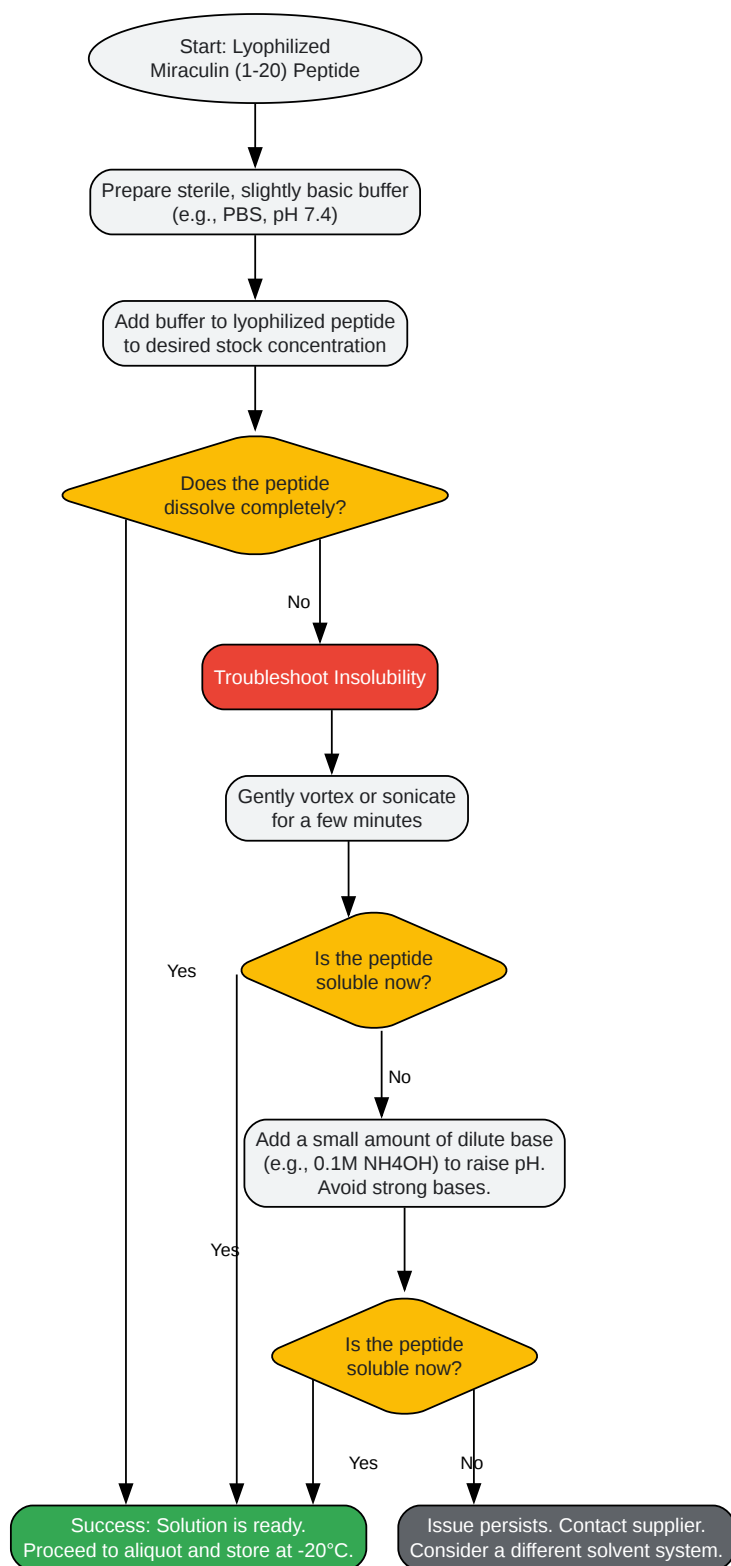 Start: Lyophilized
Miraculin (1-20) Peptide
Prepare sterile, slightly basic buffer
(e.g., PBS, pH 7.4)
Add buffer to lyophilized peptide
to desired stock concentration
Does the peptide
dissolve completely?
No
Troubleshoot Insolubility
Gently vortex or sonicate
for a few minutes
Is the peptide
soluble now?
Yes
No
Add a small amount of dilute base
(e.g., 0.1M NH4OH) to raise pH.
Avoid strong bases.
Yes
Is the peptide
soluble now?
Yes
No
Success: Solution is ready.
Proceed to aliquot and store at -20°C.
Issue persists. Contact supplier.
Consider a different solvent system.